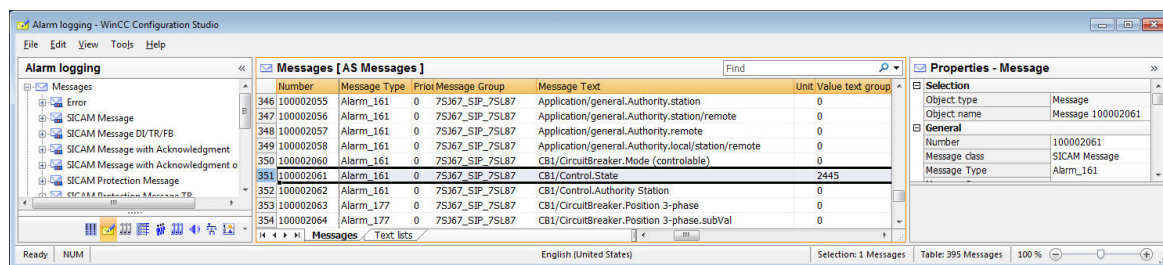 Alarm logging - WinCC Configuration Studio
File Edit View Tools Help
Alarm logging «
Messages
Error
SICAM Message
SICAM Message DI/TR/FB
SICAM Message with Acknowledgment
SICAM Message with Acknowledgment o
SICAM Protection Message
SICAM Protection Message TR
Messages [ AS Messages ] Find
Number Message Type Prior Message Group Message Text Unit Value text group
346 100002055 Alarm_161 0 7SJ67_SIP_7SL87 Application/general.Authority.station 0
347 100002056 Alarm_161 0 7SJ67_SIP_7SL87 Application/general.Authority.station/remote 0
348 100002057 Alarm_161 0 7SJ67_SIP_7SL87 Application/general.Authority.remote 0
349 100002058 Alarm_161 0 7SJ67_SIP_7SL87 Application/general.Authority.local/station/remote 0
350 100002060 Alarm_161 0 7SJ67_SIP_7SL87 CB1/CircuitBreaker.Mode (controlable) 0
351 100002061 Alarm_161 0 7SJ67_SIP_7SL87 CB1/Control.State 2445
352 100002062 Alarm_161 0 7SJ67_SIP_7SL87 CB1/Control.Authority Station 0
353 100002063 Alarm_177 0 7SJ67_SIP_7SL87 CB1/CircuitBreaker.Position 3-phase 0
354 100002064 Alarm_177 0 7SJ67_SIP_7SL87 CB1/CircuitBreaker.Position 3-phase.subVal 0
Messages Text lists
Properties - Message »
Selection
Object type Message
Object name Message 100002061
General
Number 100002061
Message class SICAM Message
Message Type Alarm_161
Ready NUM English (United States) Selection: 1 Messages Table: 395 Messages 100 %